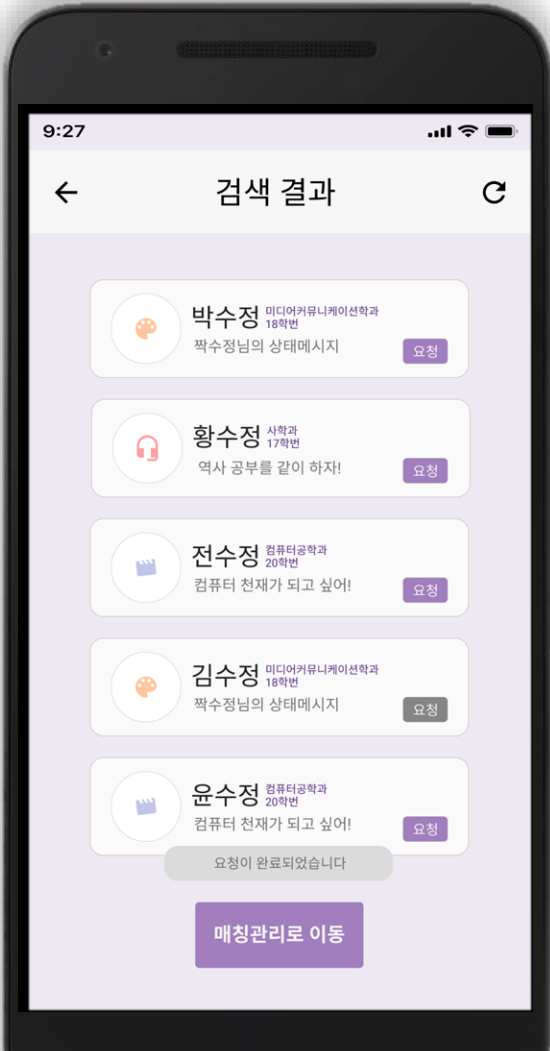 9:27
검색 결과
박수정 미디어커뮤니케이션학과
18학번
짝수정님의 상태메시지
요청
황수정 사학과
17학번
역사 공부를 같이 하자!
요청
전수정 컴퓨터공학과
20학번
컴퓨터 천재가 되고 싶어!
요청
김수정 미디어커뮤니케이션학과
18학번
짝수정님의 상태메시지
요청
윤수정 컴퓨터공학과
20학번
컴퓨터 천재가 되고 싶어!
요청
요청이 완료되었습니다
매칭관리로 이동